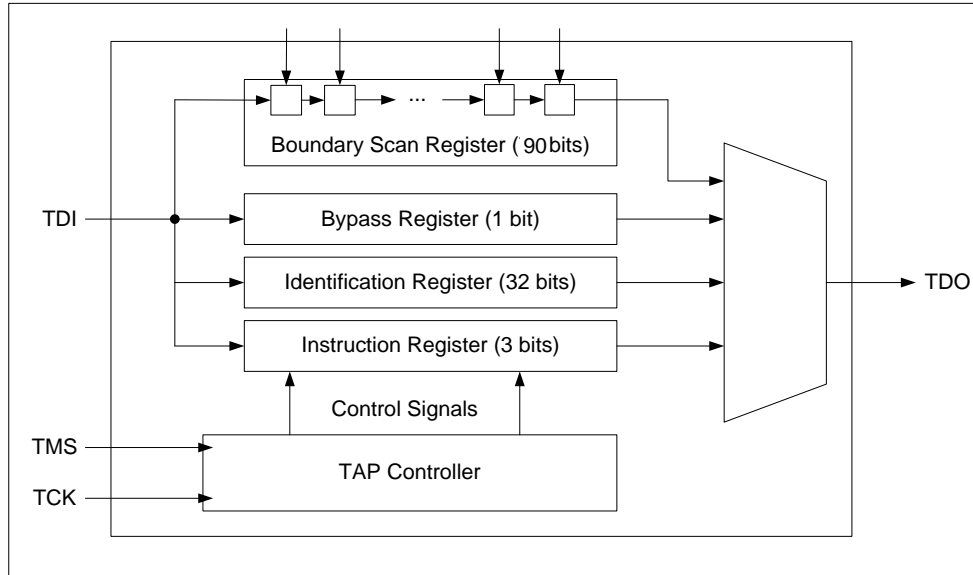 ...
Boundary Scan Register ( 90 bits)
TDI
Bypass Register (1 bit)
Identification Register (32 bits)
TDO
Instruction Register (3 bits)
Control Signals
TMS
TAP Controller
TCK